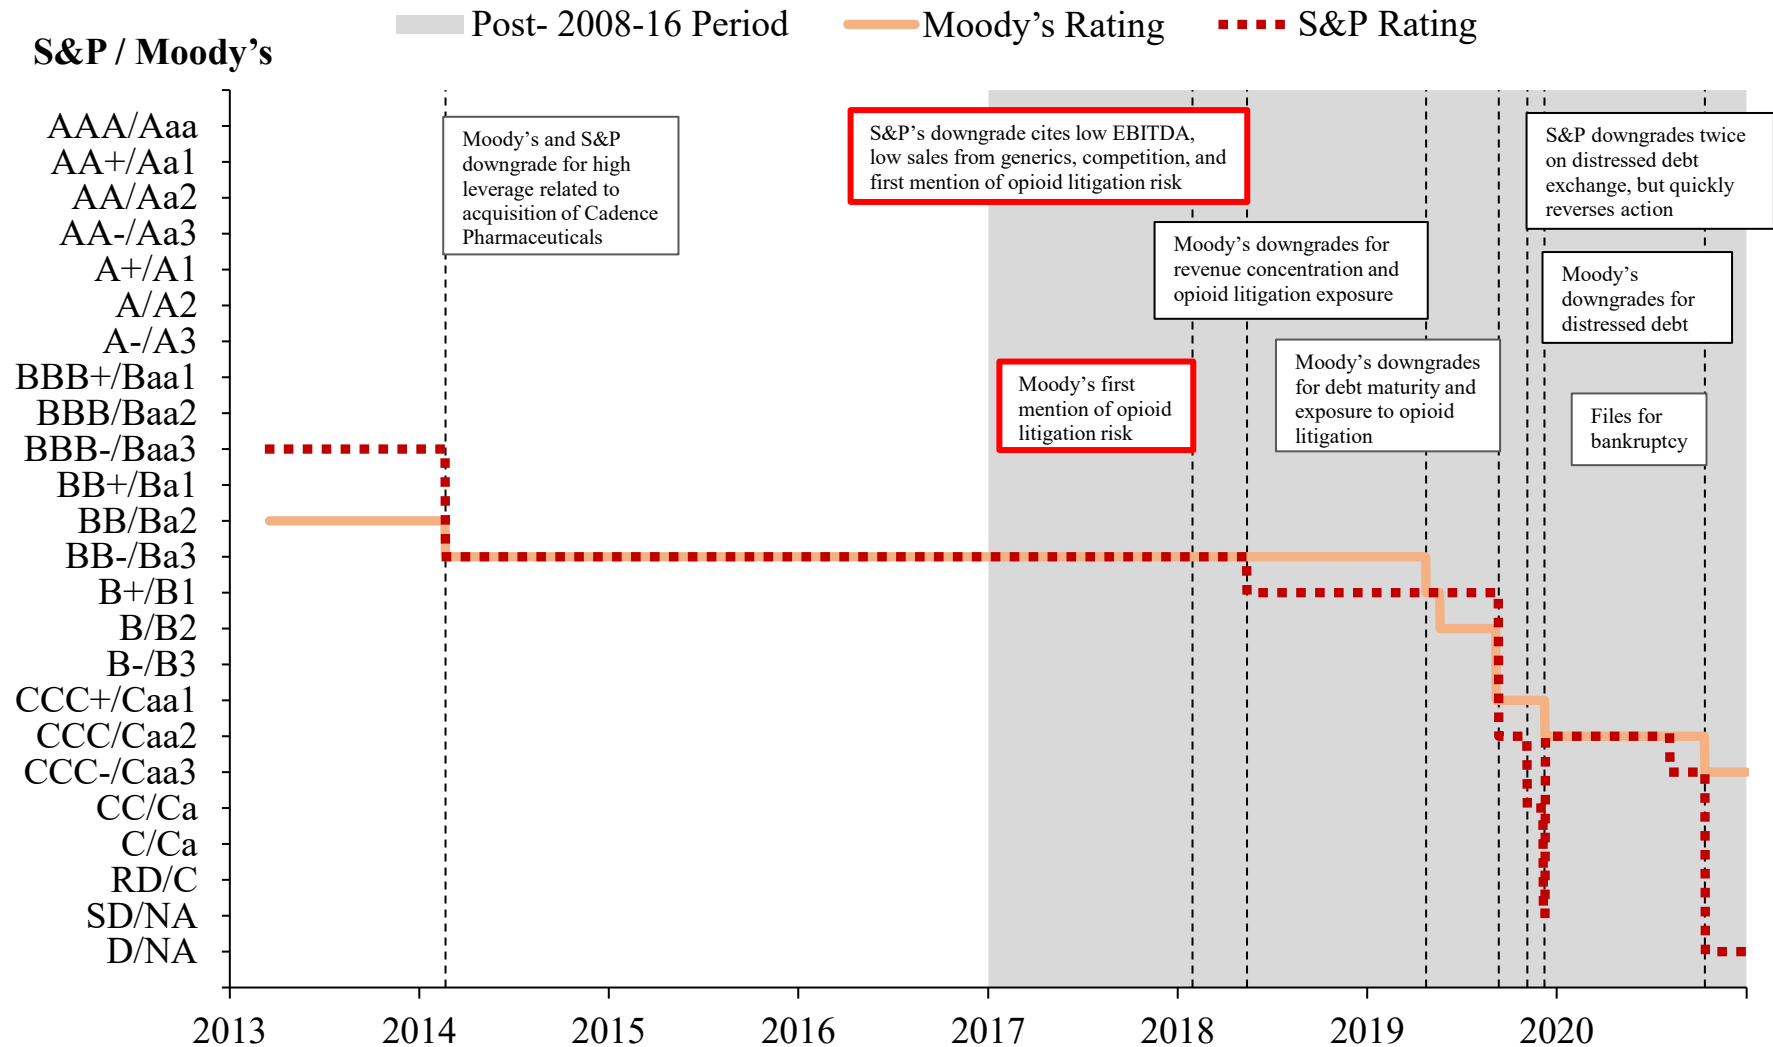 Post- 2008-16 Period
Moody's Rating
S&P Rating
S&P / Moody's
AAA/Aaa
AA+/Aa1
AA/Aa2
AA-/Aa3
A+/A1
A/A2
A-/A3
BBB+/Baa1
BBB/Baa2
BBB-/Baa3
BB+/Ba1
BB/Ba2
BB-/Ba3
B+/B1
B/B2
B-/B3
CCC+/Caa1
CCC/Caa2
CCC-/Caa3
CC/Ca
C/Ca
RD/C
SD/NA
D/NA
Moody’s and S&P
downgrade for high
leverage related to
acquisition of Cadence
Pharmaceuticals
S&P’s downgrade cites low EBITDA,
low sales from generics, competition, and
first mention of opioid litigation risk
S&P downgrades twice
on distressed debt
exchange, but quickly
reverses action
Moody’s downgrades for
revenue concentration and
opioid litigation exposure
Moody’s
downgrades for
distressed debt
Moody’s first
mention of opioid
litigation risk
Moody’s downgrades
for debt maturity and
exposure to opioid
litigation
Files for
bankruptcy
2013
2014
2015
2016
2017
2018
2019
2020